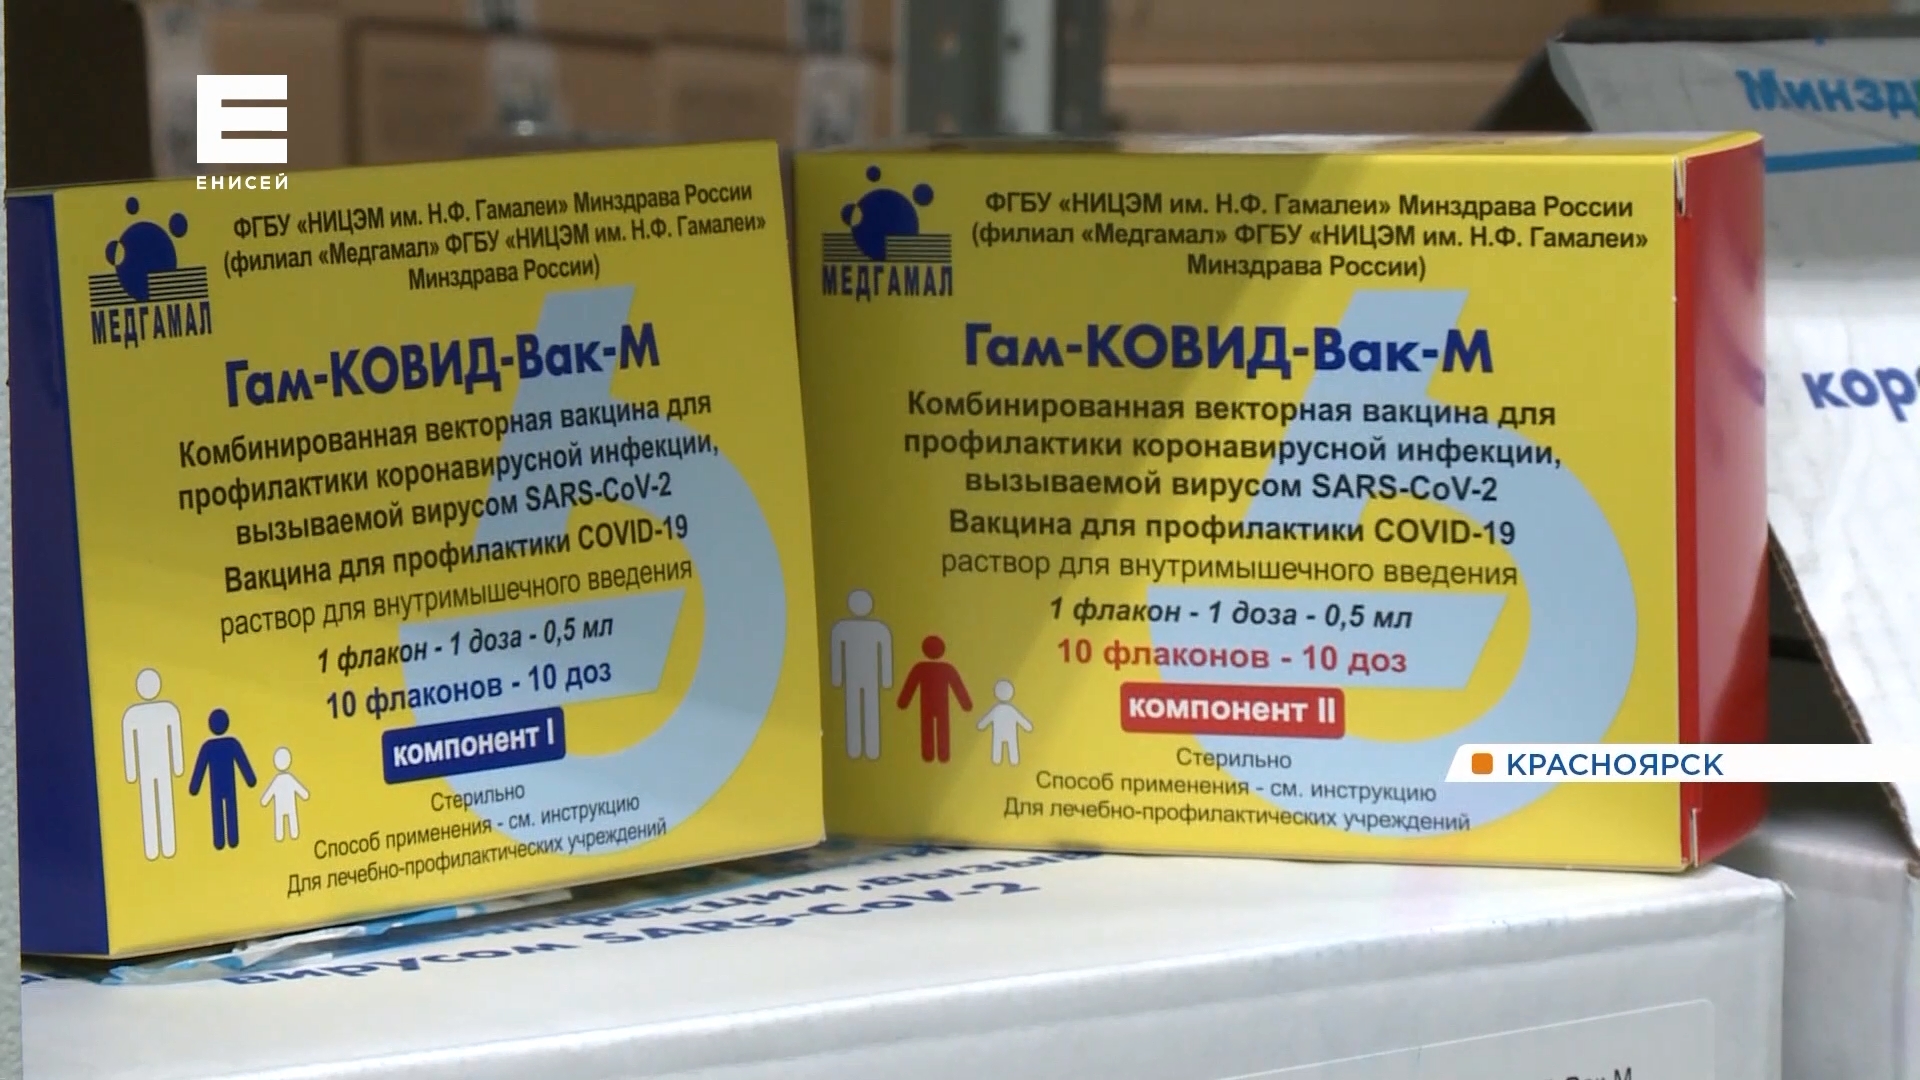 ЕНИСЕЙ
МЕДГАМАЛ
ФГБУ «НИЦЭМ им. Н.Ф. Гамалеи» Минздрава России
(филиал «Медгамал» ФГБУ «НИЦЭМ им. Н.Ф. Гамалеи»
Минздрава России)
Гам-КОВИД-Вак-М
Комбинированная векторная вакцина для
профилактики коронавирусной инфекции,
вызываемой вирусом SARS-CoV-2
Вакцина для профилактики COVID-19
раствор для внутримышечного введения
1 флакон - 1 доза - 0,5 мл
10 флаконов - 10 доз
компонент I
Стерильно
Способ применения - см. инструкцию
Для лечебно-профилактических учреждений
МЕДГАМАЛ
ФГБУ «НИЦЭМ им. Н.Ф. Гамалеи» Минздрава России
(филиал «Медгамал» ФГБУ «НИЦЭМ им. Н.Ф. Гамалеи»
Минздрава России)
Гам-КОВИД-Вак-М
Комбинированная векторная вакцина для
профилактики коронавирусной инфекции,
вызываемой вирусом SARS-CoV-2
Вакцина для профилактики COVID-19
раствор для внутримышечного введения
1 флакон - 1 доза - 0,5 мл
10 флаконов - 10 доз
компонент II
Стерильно
Способ применения - см. инструкцию
Для лечебно-профилактических учреждений
Минзд
кор
КРАСНОЯРСК
инфекции, вызыв
вирусом SARS-CoV-2